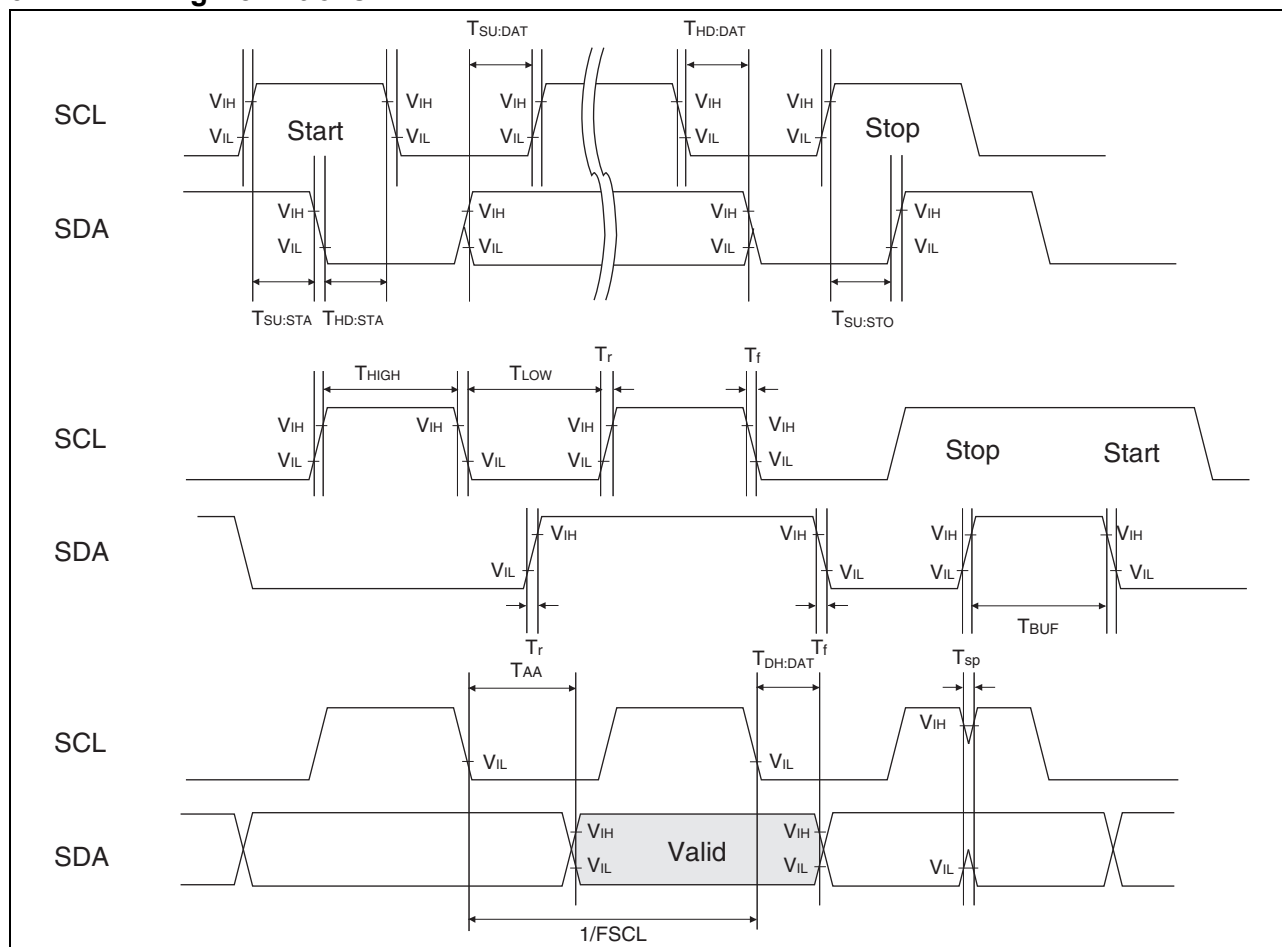 TSU:DAT THD:DAT
SCL VIH VIL Start VIH VIL VIH VIL VIH VIL VIH VIL Stop
SDA VIH VIL VIH VIL VIH VIL VIH VIL
TSU:STA THD:STA TSU:STO
THIGH TLOW Tr Tf
SCL VIH VIL VIH VIL VIH VIL VIH VIL Stop Start
SDA VIL VIH VIH VIL VIH VIL VIH VIL
Tr Tf TBUF
TAA TDH:DAT Tsp
SCL VIL VIL VIH
SDA VIH VIL Valid VIH VIL VIL
1/FSCL